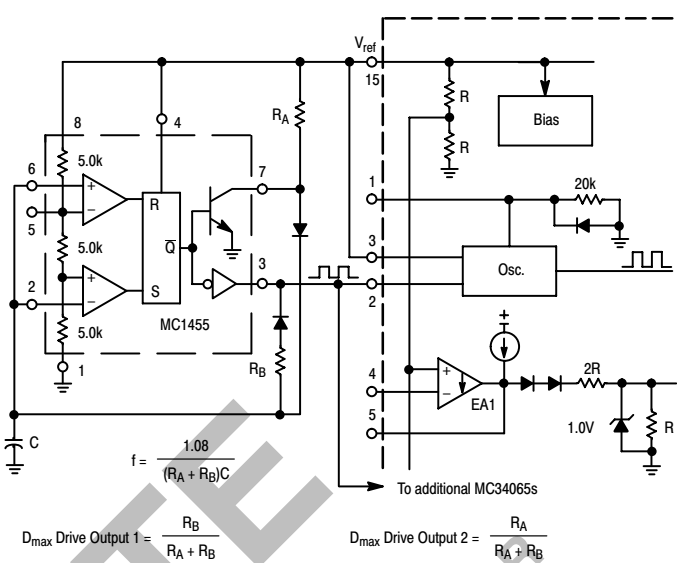 Vref
15
8
4
RA
R
Bias
R
6
5.0k
7
1
20k
+
R
5
−
5.0k
Q̅
3
3
Osc.
2
+
−
S
2
MC1455
5.0k
RB
1
+
4
+
2R
−
EA1
5
1.0V
R
C
f = 1.08
(RA + RB)C
To additional MC34065s
Dmax Drive Output 1 = RB
RA + RB
Dmax Drive Output 2 = RA
RA + RB